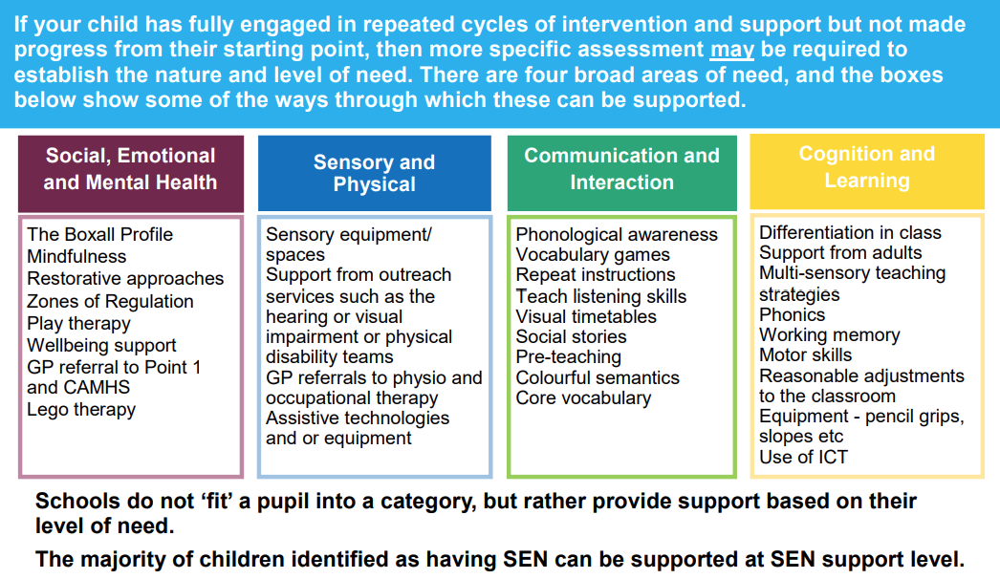 If your child has fully engaged in repeated cycles of intervention and support but not made
progress from their starting point, then more specific assessment may be required to
establish the nature and level of need. There are four broad areas of need, and the boxes
below show some of the ways through which these can be supported.
Social, Emotional
and Mental Health
The Boxall Profile
Mindfulness
Restorative approaches
Zones of Regulation
Play therapy
Wellbeing support
GP referral to Point 1
and CAMHS
Lego therapy
Sensory and
Physical
Sensory equipment/
spaces
Support from outreach
services such as the
hearing or visual
impairment or physical
disability teams
GP referrals to physio and
occupational therapy
Assistive technologies
and or equipment
Communication and
Interaction
Phonological awareness
Vocabulary games
Repeat instructions
Teach listening skills
Visual timetables
Social stories
Pre-teaching
Colourful semantics
Core vocabulary
Cognition and
Learning
Differentiation in class
Support from adults
Multi-sensory teaching
strategies
Phonics
Working memory
Motor skills
Reasonable adjustments
to the classroom
Equipment - pencil grips,
slopes etc
Use of ICT
Schools do not ‘fit’ a pupil into a category, but rather provide support based on their
level of need.
The majority of children identified as having SEN can be supported at SEN support level.